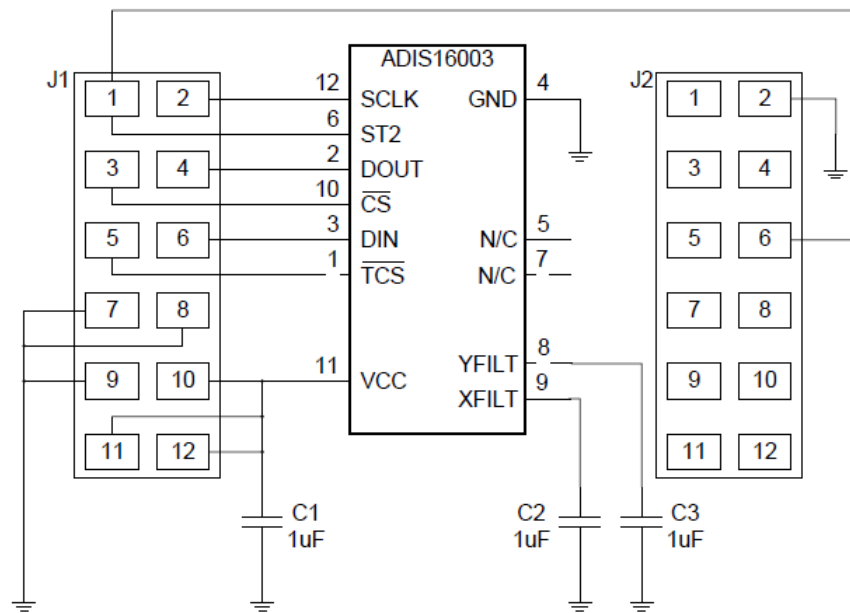 ADIS16003
J1
J2
12
4
1
2
SCLK
GND
1
2
6
ST2
2
3
4
DOUT
3
4
10
CS
3
5
5
6
DIN
N/C
5
6
1
7
TCS
N/C
7
8
7
8
8
11
YFILT
9
9
10
VCC
XFILT
9
10
11
12
11
12
C1
1uF
C2
1uF
C3
1uF